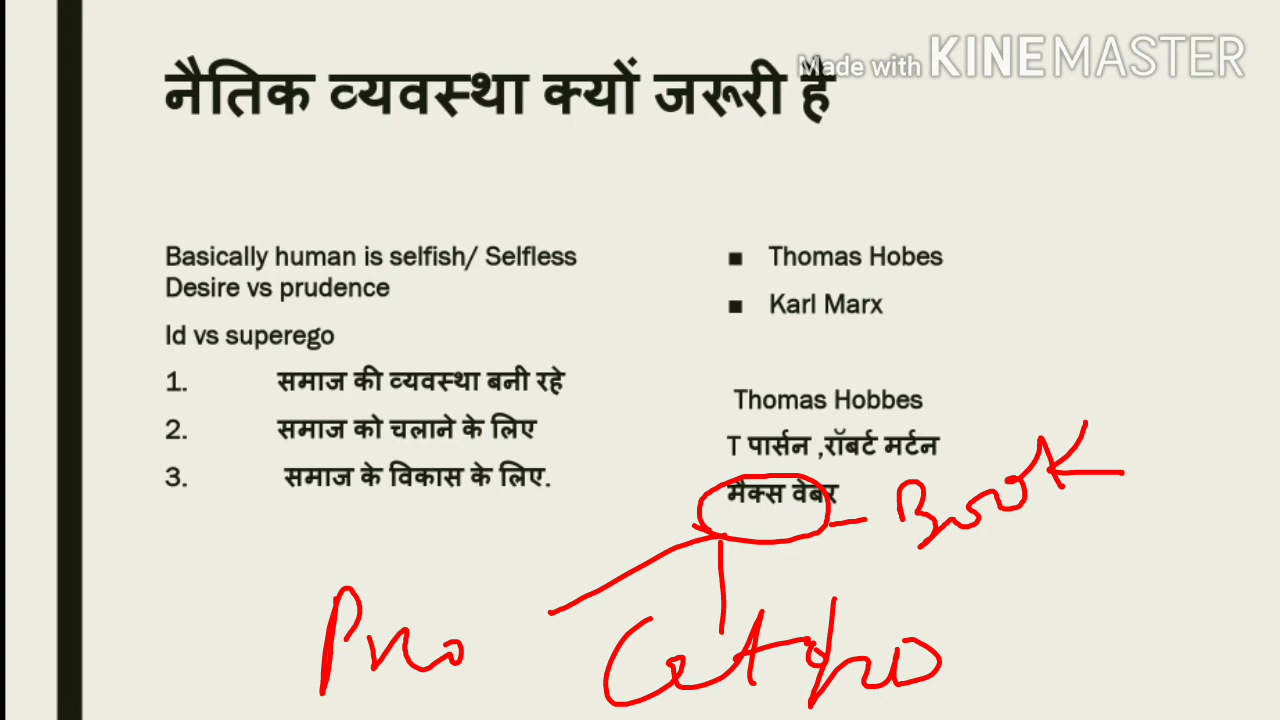 Made with KINEMASTER
नैतिक व्यवस्था क्यों जरूरी है
Basically human is selfish/ Selfless
Desire vs prudence
Id vs superego
1. समाज की व्यवस्था बनी रहे
2. समाज को चलाने के लिए
3. समाज के विकास के लिए.
■ Thomas Hobes
■ Karl Marx
Thomas Hobbes
T पार्सन ,रॉबर्ट मर्टन
मैक्स वेबर
Book
Pro